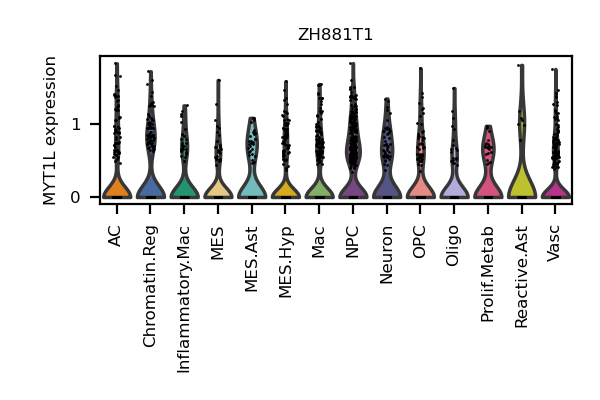 ZH881T1
MYT1L expression
1
0
AC
Chromatin.Reg
Inflammatory.Mac
MES
MES.Ast
MES.Hyp
Mac
NPC
Neuron
OPC
Oligo
Prolif.Metab
Reactive.Ast
Vasc